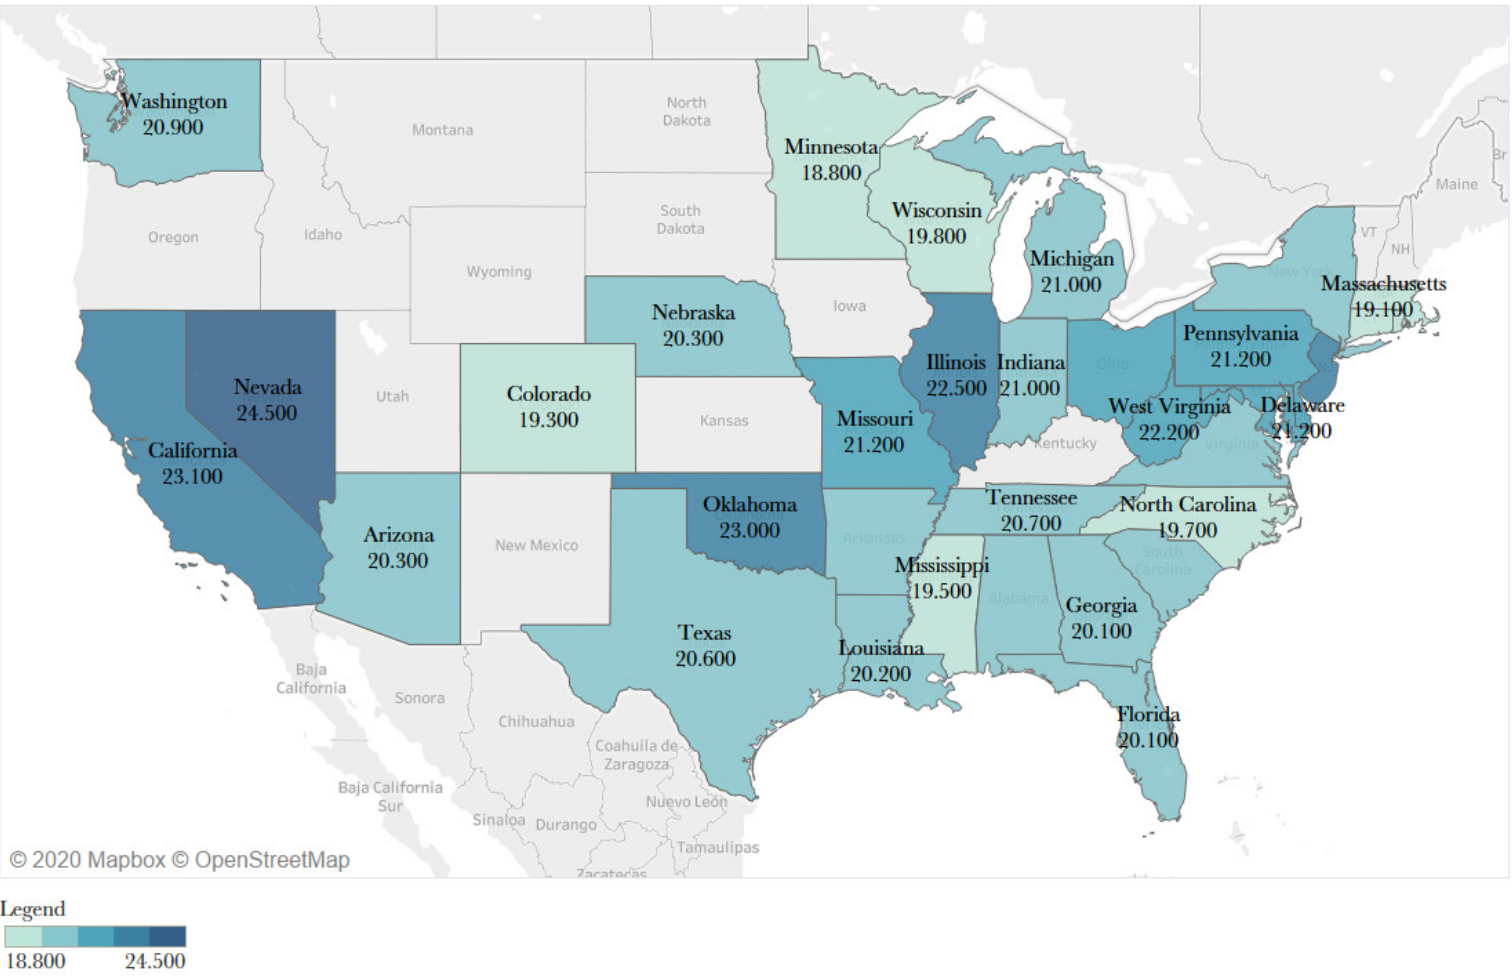 Washington
20.900
Montana
North
Dakota
Minnesota
18.800
Maine
Br
Oregon
Idaho
South
Dakota
Wisconsin
19.800
VT
NH
Wyoming
Michigan
21.000
New York
Massachusetts
19.100
Iowa
Nebraska
20.300
Pennsylvania
21.200
Nevada
24.500
Utah
Colorado
19.300
Illinois
22.500
Indiana
21.000
Ohio
NJ
Kansas
Missouri
21.200
West Virginia
22.200
Delaware
21.200
Kentucky
Virginia
California
23.100
Oklahoma
23.000
Tennessee
20.700
North Carolina
19.700
Arizona
20.300
New Mexico
Arkansas
South
Carolina
Mississippi
19.500
Alabama
Georgia
20.100
Texas
20.600
Louisiana
20.200
Baja
California
Sonora
Chihuahua
Florida
20.100
Coahuila de
Zaragoza
Baja California
Sur
Nuevo León
Sinaloa
Durango
Tamaulipas
Zacatecas
© 2020 Mapbox © OpenStreetMap
Legend
18.800
24.500